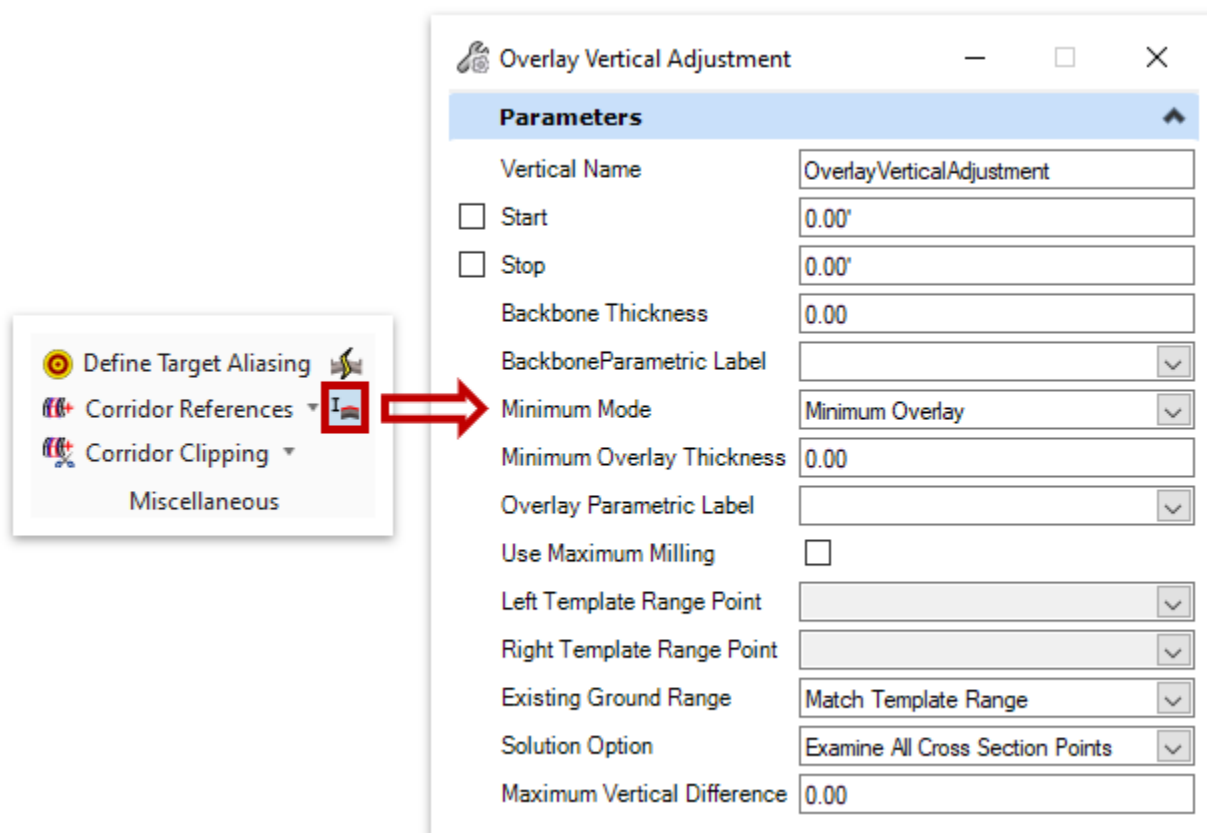 Define Target Aliasing
Corridor References
Corridor Clipping
Miscellaneous
Overlay Vertical Adjustment
Parameters
Vertical Name OverlayVerticalAdjustment
Start 0.00'
Stop 0.00'
Backbone Thickness 0.00
BackboneParametric Label
Minimum Mode Minimum Overlay
Minimum Overlay Thickness 0.00
Overlay Parametric Label
Use Maximum Milling
Left Template Range Point
Right Template Range Point
Existing Ground Range Match Template Range
Solution Option Examine All Cross Section Points
Maximum Vertical Difference 0.00